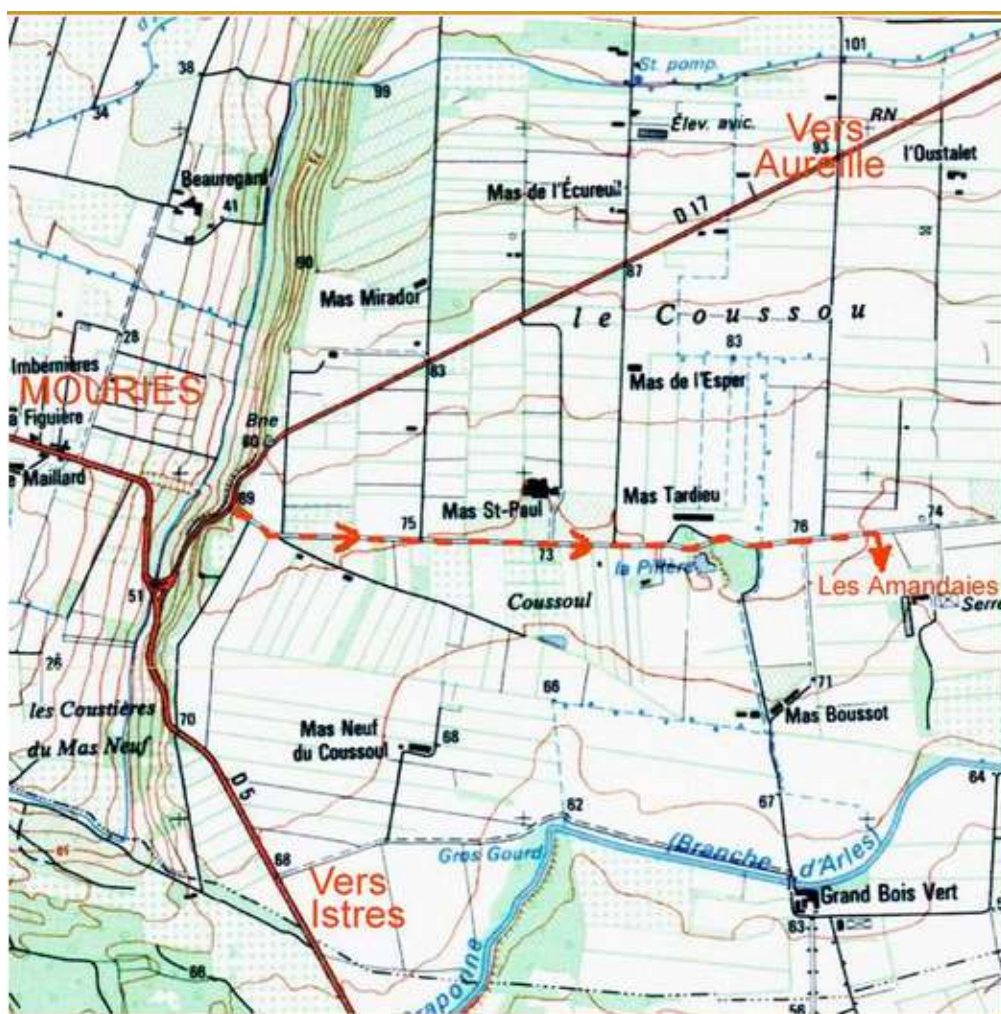 38
34
99
101
St. pomp.
Élev. avic.
RN
Vers
Aureille
93
l'Oustalet
Beauregard
41
Mas de l'Écureuil
D 17
90
87
Mas Mirador
le Coussou
28
83
83
Imbernières
MOURIES
Mas de l'Esper
Figuière
Bne
60
Maillard
89
Mas St-Paul
Mas Tardieu
75
73
76
74
la Pilière
51
Coussoul
Les Amandaies
Serre
26
66
71
les Coustières
du Mas Neuf
70
Mas Neuf
du Coussoul
68
Mas Boussot
D 5
67
64
62
Gros Gourd
(Branche d'Arles)
68
Vers
Istres
Grand Bois Vert
63
66
56